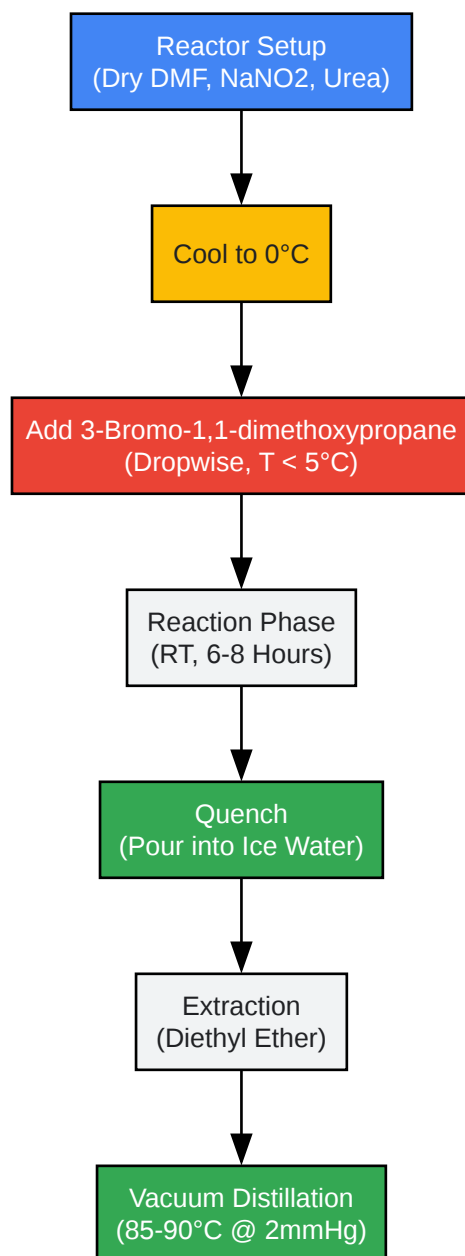 Reactor Setup
(Dry DMF, NaNO2, Urea)
Cool to 0°C
Add 3-Bromo-1,1-dimethoxypropane
(Dropwise, T < 5°C)
Reaction Phase
(RT, 6-8 Hours)
Quench
(Pour into Ice Water)
Extraction
(Diethyl Ether)
Vacuum Distillation
(85-90°C @ 2mmHg)